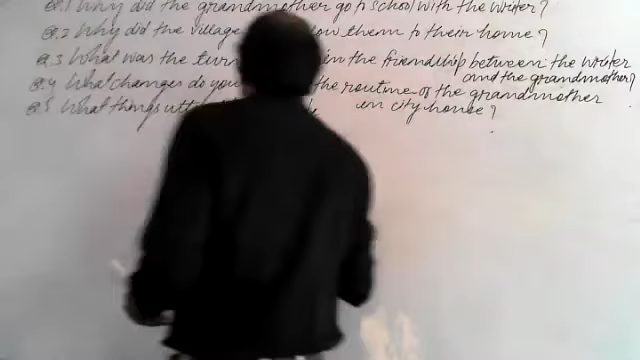 Q.1 Why did the grandmother go to school with the writer?
Q.2 Why did the village low them to their home?
Q.3 What was the turn in the friendship between the writer
and the grandmother?
Q.4 What changes do you the routine of the grandmother
Q.5 What things in city house?